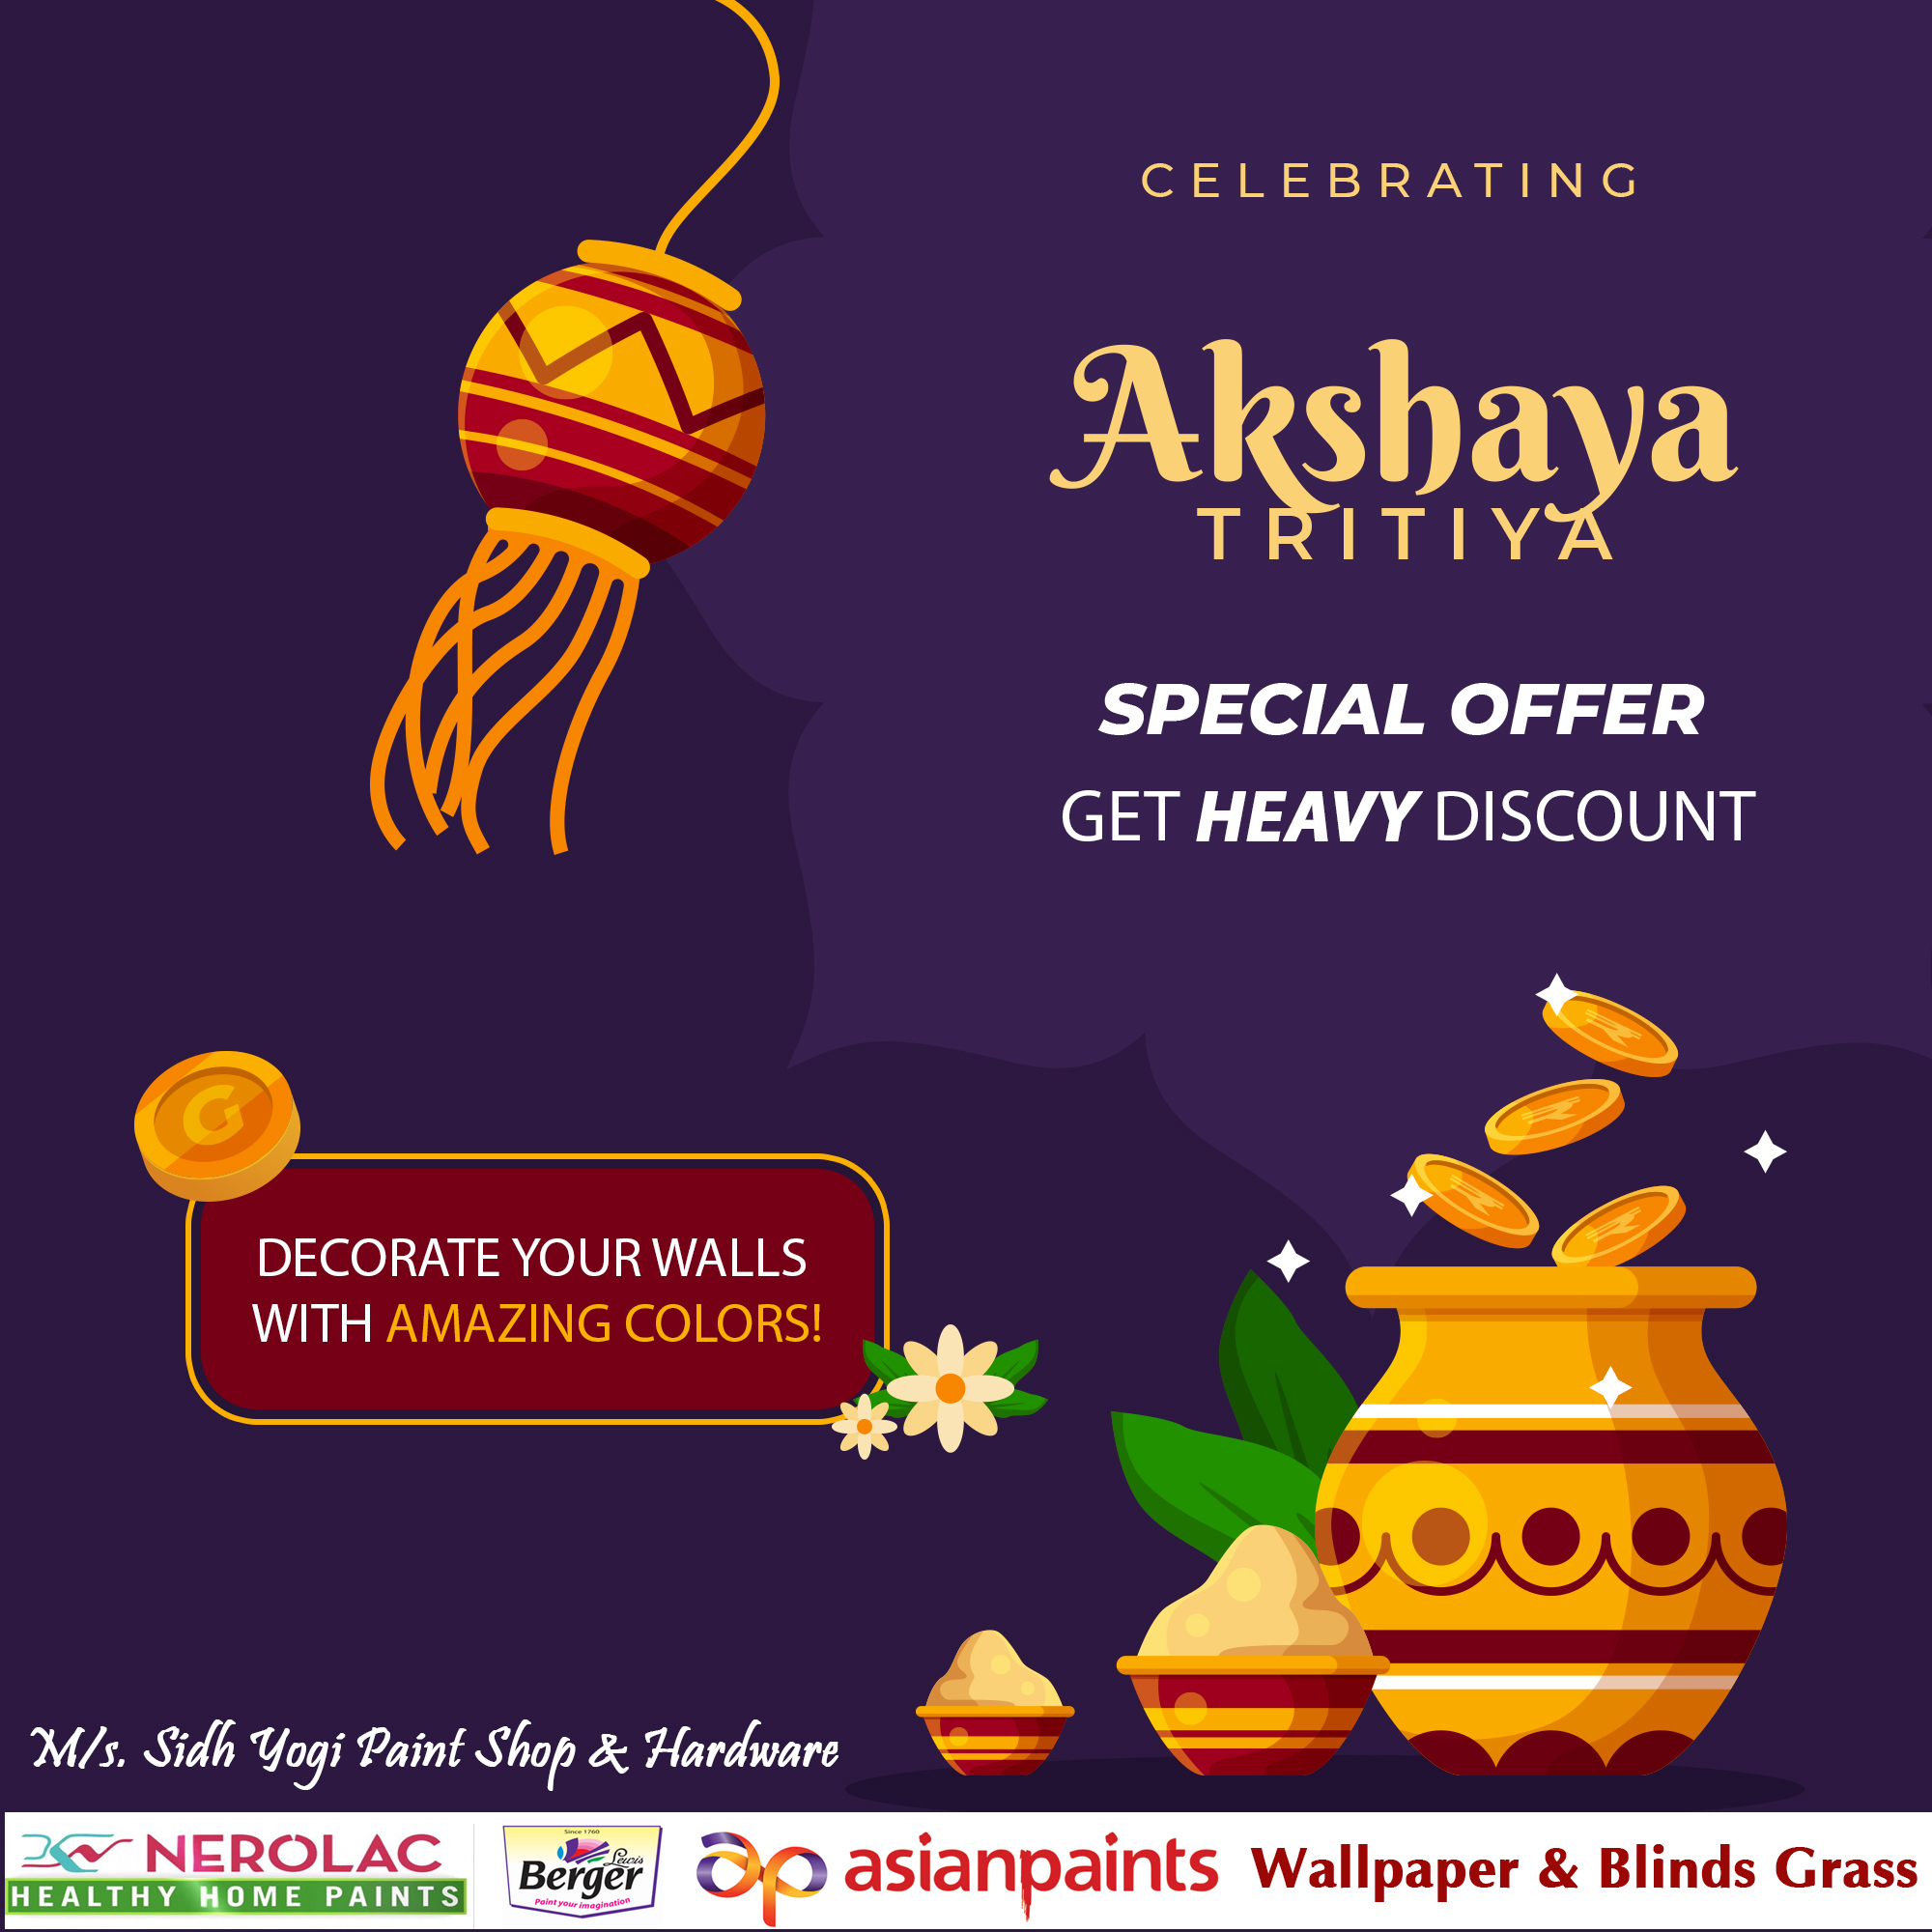 CELEBRATING
Akshaya
TRITIYA
SPECIAL OFFER
GET HEAVY DISCOUNT
G
DECORATE YOUR WALLS
WITH AMAZING COLORS!
M/s. Sidh Yogi Paint Shop & Hardware
NEROLAC
HEALTHY HOME PAINTS
Since 1760
Lewis
Berger
Paint your imagination
ap asianpaints
Wallpaper & Blinds Grass